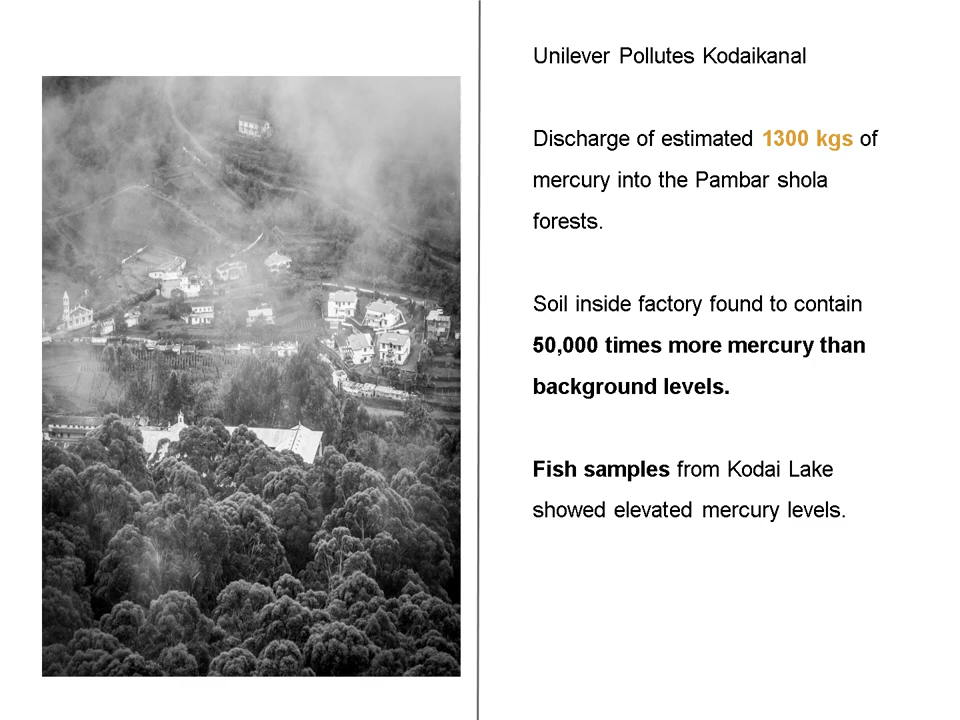 Unilever Pollutes Kodaikanal
Discharge of estimated 1300 kgs of
mercury into the Pambar shola
forests.
Soil inside factory found to contain
50,000 times more mercury than
background levels.
Fish samples from Kodai Lake
showed elevated mercury levels.